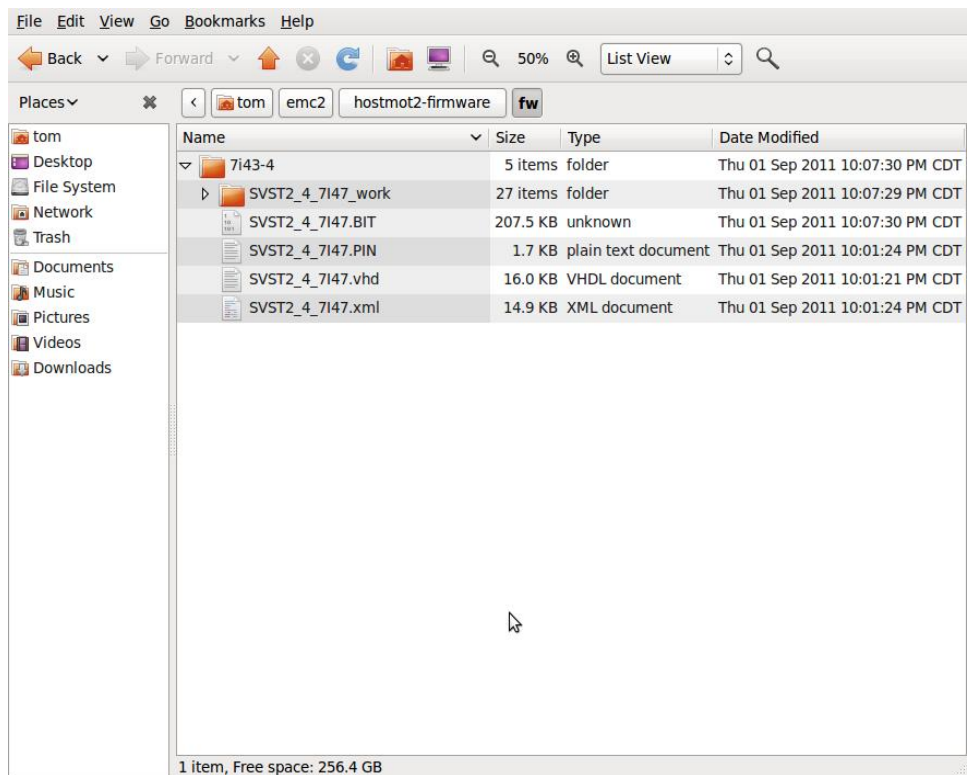 File Edit View Go Bookmarks Help
Back Forward 50% List View
Places tom emc2 hostmot2-firmware fw
tom
Desktop
File System
Network
Trash
Documents
Music
Pictures
Videos
Downloads
Name Size Type Date Modified
7i43-4 5 items folder Thu 01 Sep 2011 10:07:30 PM CDT
SVST2_4_7I47_work 27 items folder Thu 01 Sep 2011 10:07:29 PM CDT
SVST2_4_7I47.BIT 207.5 KB unknown Thu 01 Sep 2011 10:07:30 PM CDT
SVST2_4_7I47.PIN 1.7 KB plain text document Thu 01 Sep 2011 10:01:24 PM CDT
SVST2_4_7I47.vhd 16.0 KB VHDL document Thu 01 Sep 2011 10:01:21 PM CDT
SVST2_4_7I47.xml 14.9 KB XML document Thu 01 Sep 2011 10:01:24 PM CDT
1 item, Free space: 256.4 GB